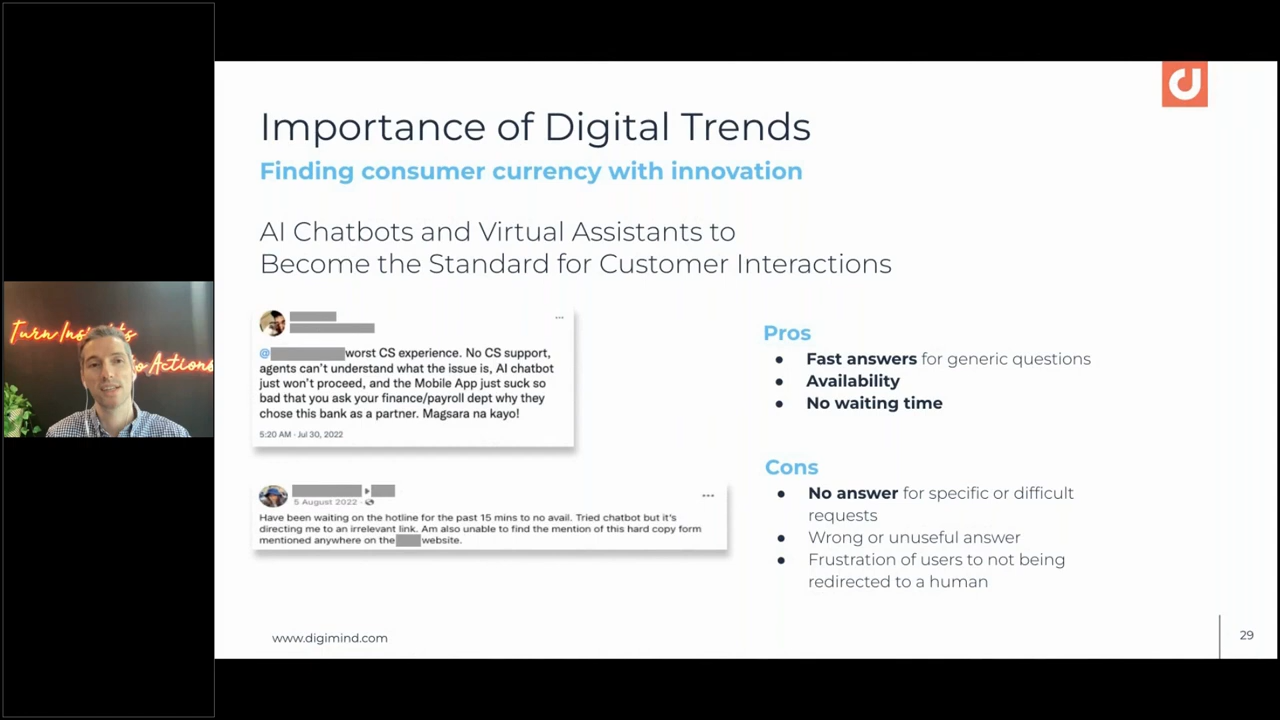 Importance of Digital Trends
Finding consumer currency with innovation
AI Chatbots and Virtual Assistants to
Become the Standard for Customer Interactions
@ worst CS experience. No CS support,
agents can't understand what the issue is, AI chatbot
just won't proceed, and the Mobile App just suck so
bad that you ask your finance/payroll dept why they
chose this bank as a partner. Magsara na kayo!
5:20 AM · Jul 30, 2022
5 August 2022 ·
Have been waiting on the hotline for the past 15 mins to no avail. Tried chatbot but it's
directing me to an irrelevant link. Am also unable to find the mention of this hard copy form
mentioned anywhere on the website.
Pros
● Fast answers for generic questions
● Availability
● No waiting time
Cons
● No answer for specific or difficult
requests
● Wrong or unuseful answer
● Frustration of users to not being
redirected to a human
Turn Insights
to Actions
www.digimind.com
29